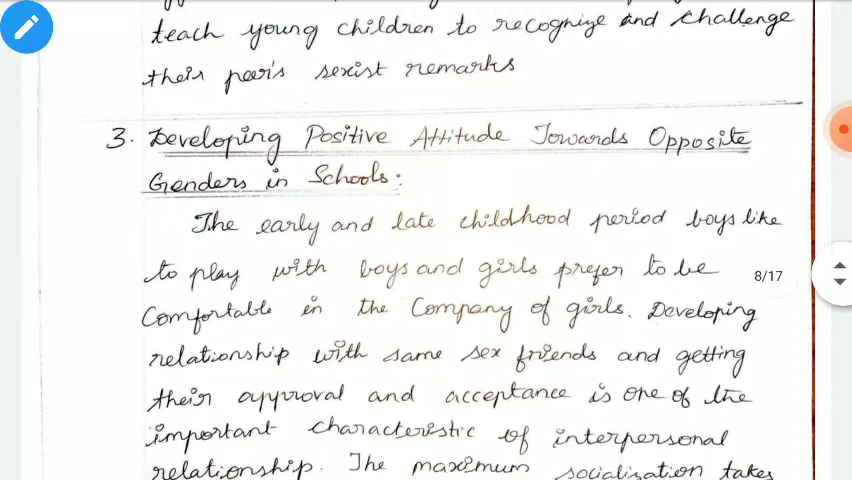 teach young children to recognize and challenge
their peer's sexist remarks
3. Developing Positive Attitude Towards Opposite
Genders in Schools:
The early and late childhood period boys like
to play with boys and girls prefer to be
8/17
Comfortable in the Company of girls. Developing
relationship with same sex friends and getting
their approval and acceptance is one of the
important characteristic of interpersonal
relationship. The maximum socialization takes